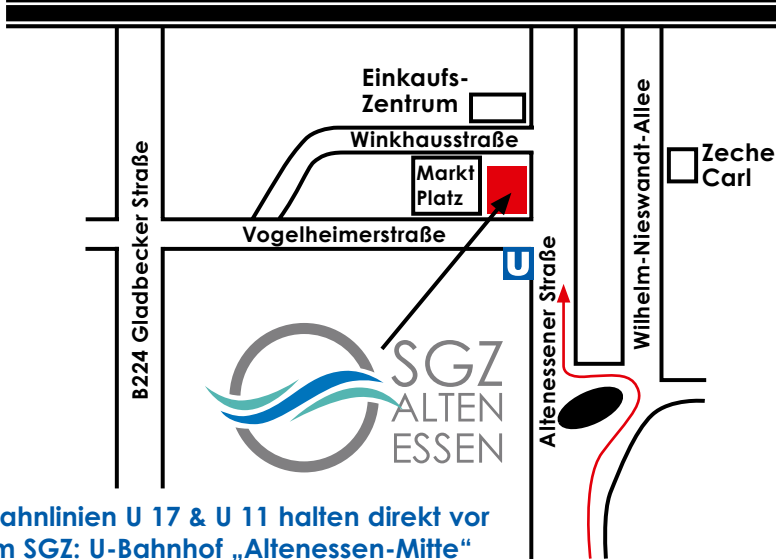 Einkaufs-
Zentrum
Winkhausstraße
Markt
Platz
Zeche
Carl
Vogelheimerstraße
U
B224 Gladbecker Straße
Altenessener Straße
Wilhelm-Nieswandt-Allee
SGZ
ALTEN
ESSEN
ahnlinien U 17 & U 11 halten direkt vor
m SGZ: U-Bahnhof „Altenessen-Mitte“